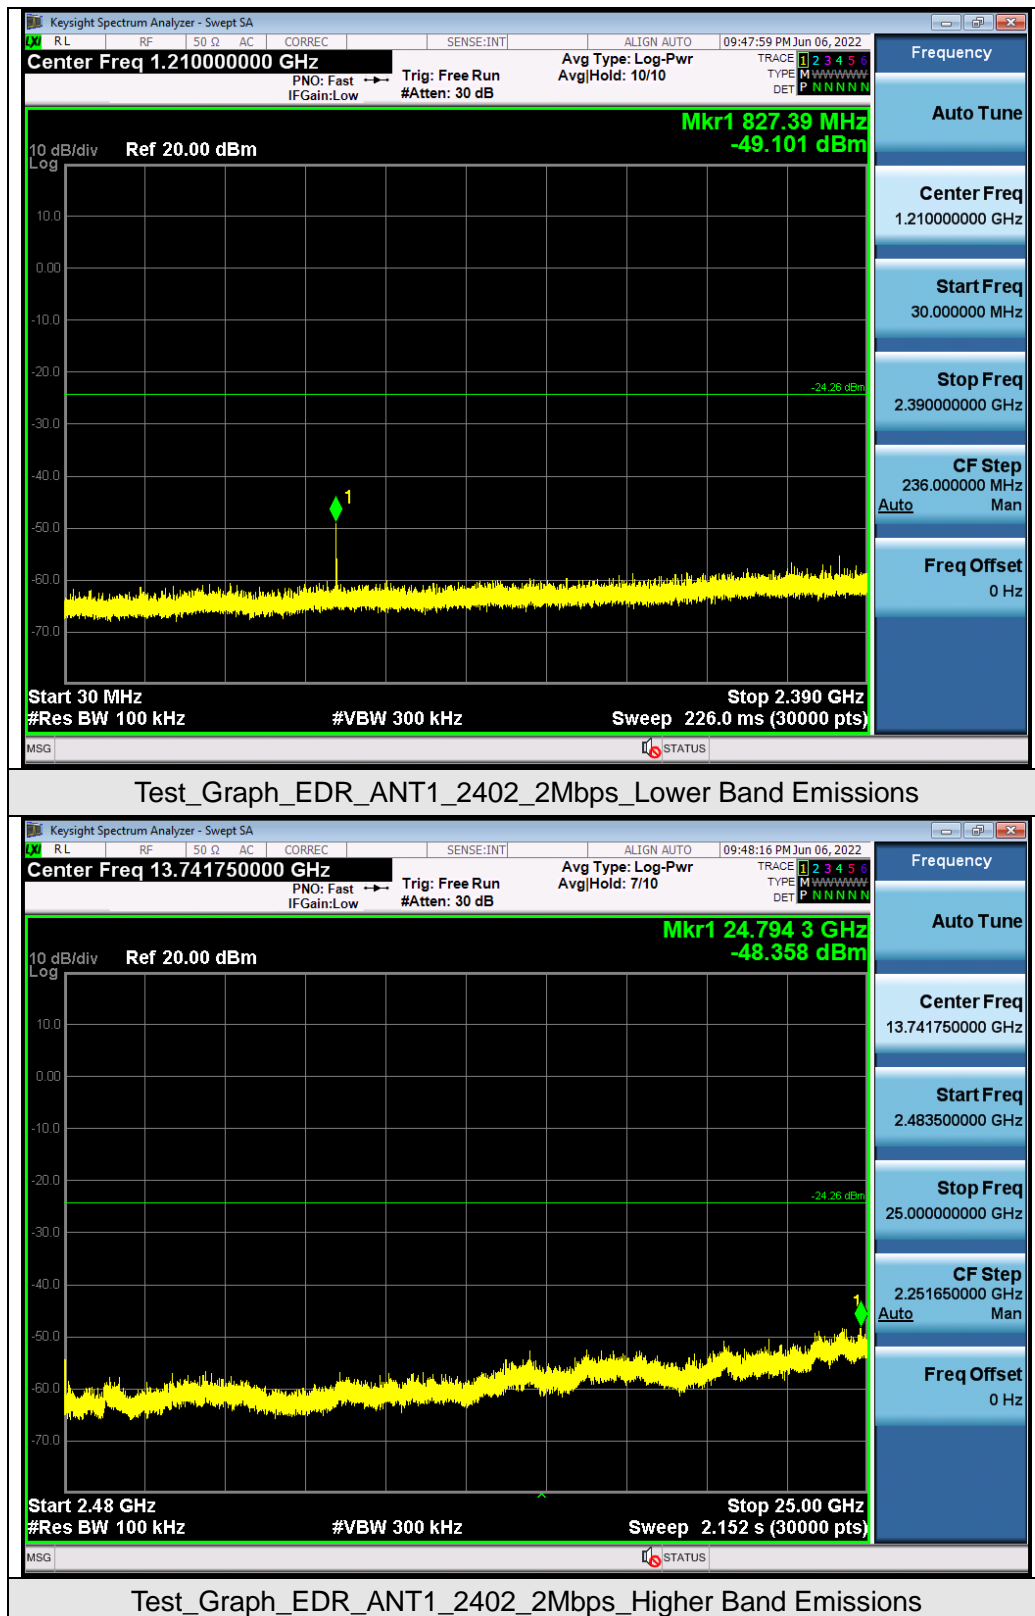 Keysight Spectrum Analyzer - Swept SA
LXI RL RF 50 Ω AC CORREC SENSE:INT ALIGN AUTO 09:47:59 PM Jun 06, 2022
Center Freq 1.210000000 GHz
PNO: Fast
IFGain:Low
Trig: Free Run
#Atten: 30 dB
Avg Type: Log-Pwr
Avg|Hold: 10/10
TRACE 1 2 3 4 5 6
TYPE M WWWWW
DET P N N N N N
Mkr1 827.39 MHz
-49.101 dBm
10 dB/div Ref 20.00 dBm
Log
10.0
0.00
-10.0
-20.0
-24.26 dBm
-30.0
-40.0
1
-50.0
-60.0
-70.0
Start 30 MHz Stop 2.390 GHz
#Res BW 100 kHz #VBW 300 kHz Sweep 226.0 ms (30000 pts)
MSG STATUS
Frequency
Auto Tune
Center Freq
1.210000000 GHz
Start Freq
30.000000 MHz
Stop Freq
2.390000000 GHz
CF Step
236.000000 MHz
Auto Man
Freq Offset
0 Hz
Test_Graph_EDR_ANT1_2402_2Mbps_Lower Band Emissions
Keysight Spectrum Analyzer - Swept SA
LXI RL RF 50 Ω AC CORREC SENSE:INT ALIGN AUTO 09:48:16 PM Jun 06, 2022
Center Freq 13.741750000 GHz
PNO: Fast
IFGain:Low
Trig: Free Run
#Atten: 30 dB
Avg Type: Log-Pwr
Avg|Hold: 7/10
TRACE 1 2 3 4 5 6
TYPE M WWWWW
DET P N N N N N
Mkr1 24.794 3 GHz
-48.358 dBm
10 dB/div Ref 20.00 dBm
Log
10.0
0.00
-10.0
-20.0
-24.26 dBm
-30.0
-40.0
1
-50.0
-60.0
-70.0
Start 2.48 GHz Stop 25.00 GHz
#Res BW 100 kHz #VBW 300 kHz Sweep 2.152 s (30000 pts)
MSG STATUS
Frequency
Auto Tune
Center Freq
13.741750000 GHz
Start Freq
2.483500000 GHz
Stop Freq
25.000000000 GHz
CF Step
2.251650000 GHz
Auto Man
Freq Offset
0 Hz
Test_Graph_EDR_ANT1_2402_2Mbps_Higher Band Emissions